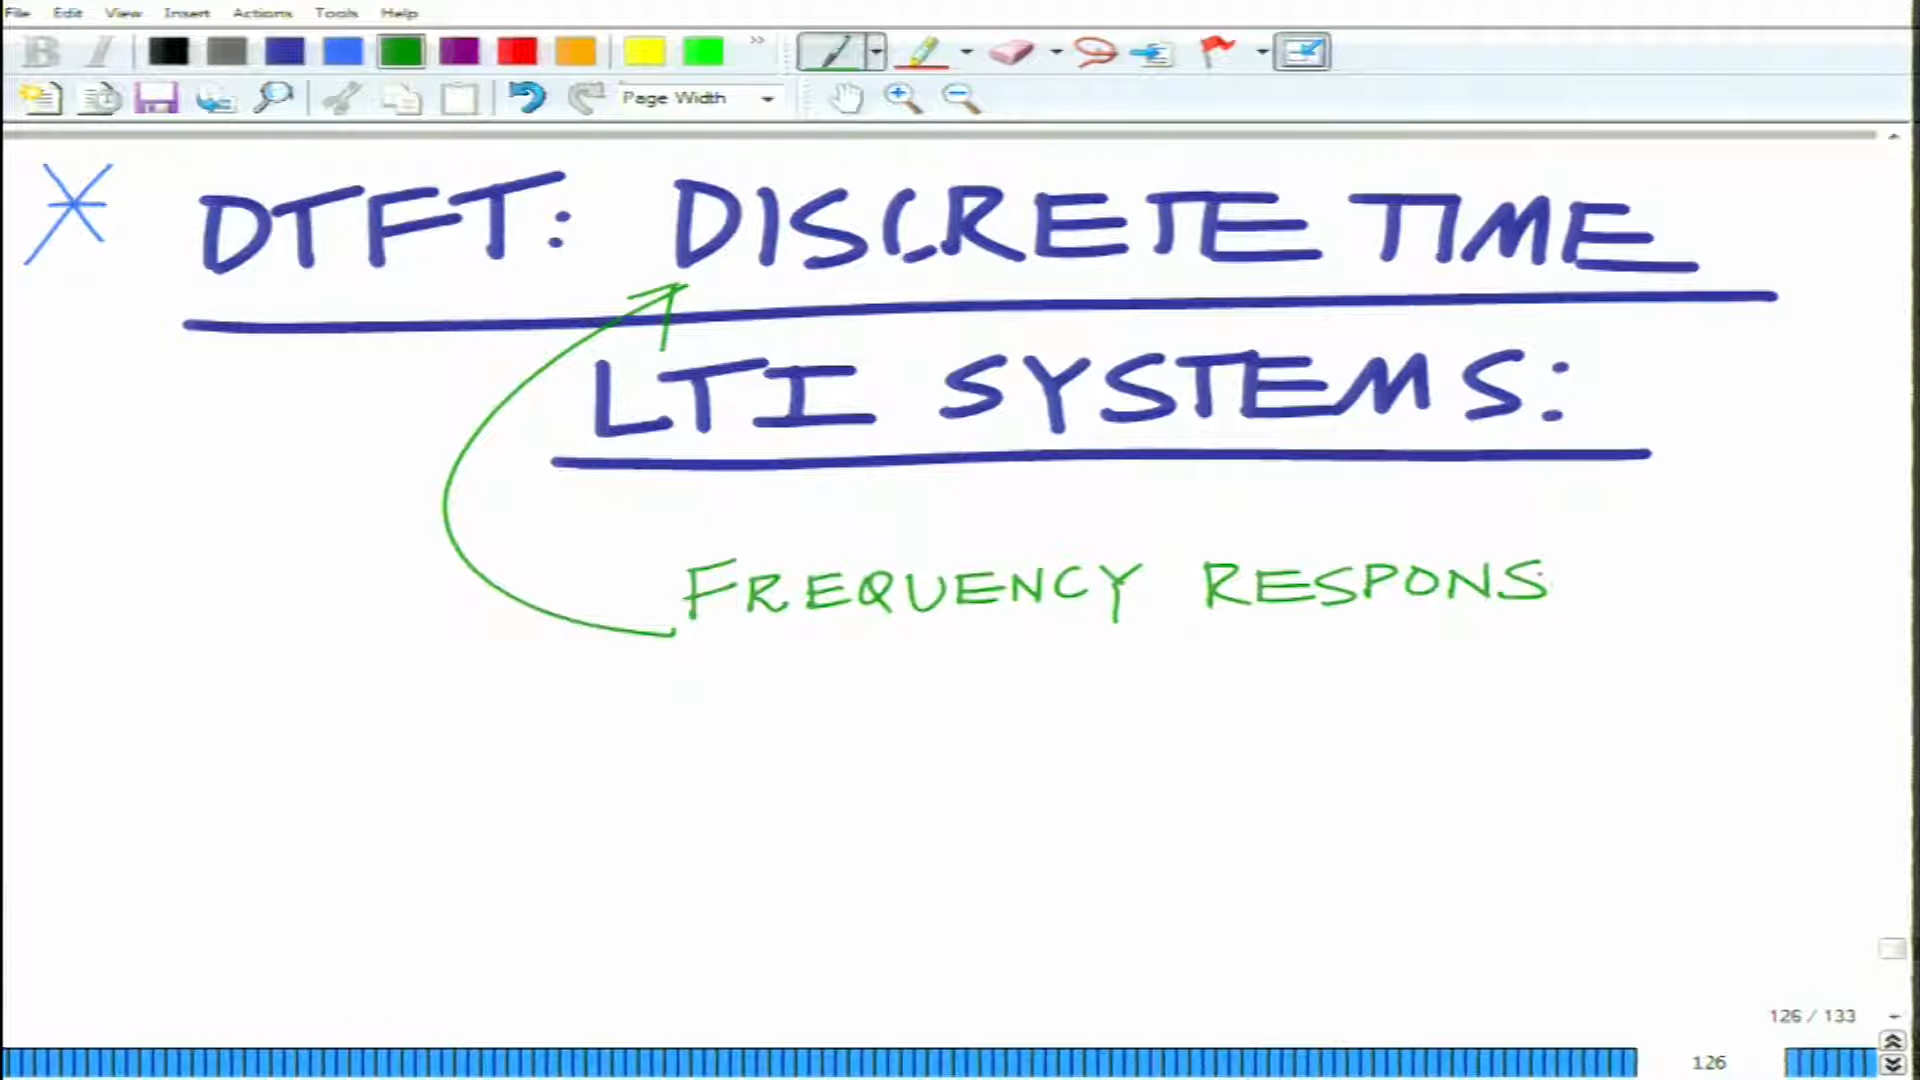 File Edit View Insert Actions Tools Help
B I
Page Width
DTFT: DISCRETE TIME
LTI SYSTEMS:
FREQUENCY RESPONS
126 / 133
126